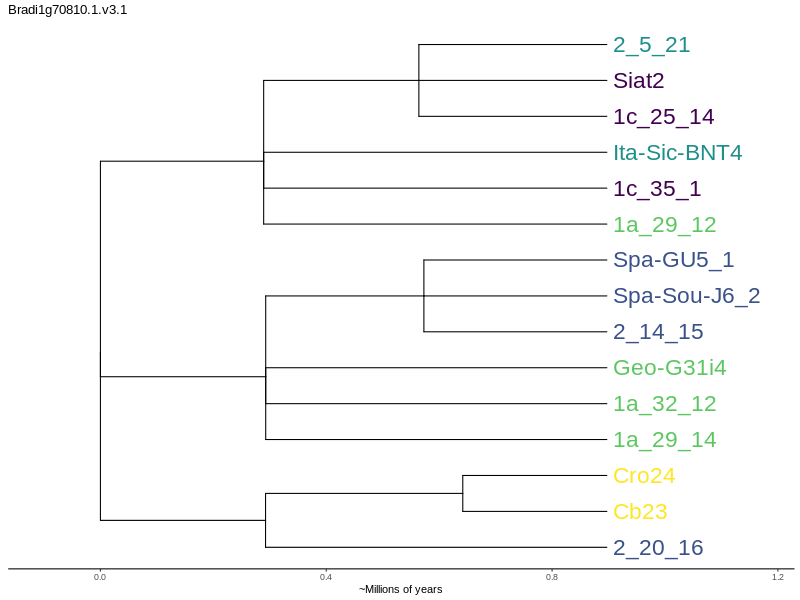 Bradi1g70810.1.v3.1
2_5_21
Siat2
1c_25_14
Ita-Sic-BNT4
1c_35_1
1a_29_12
Spa-GU5_1
Spa-Sou-J6_2
2_14_15
Geo-G31i4
1a_32_12
1a_29_14
Cro24
Cb23
2_20_16
0.0 0.4 0.8 1.2
~Millions of years